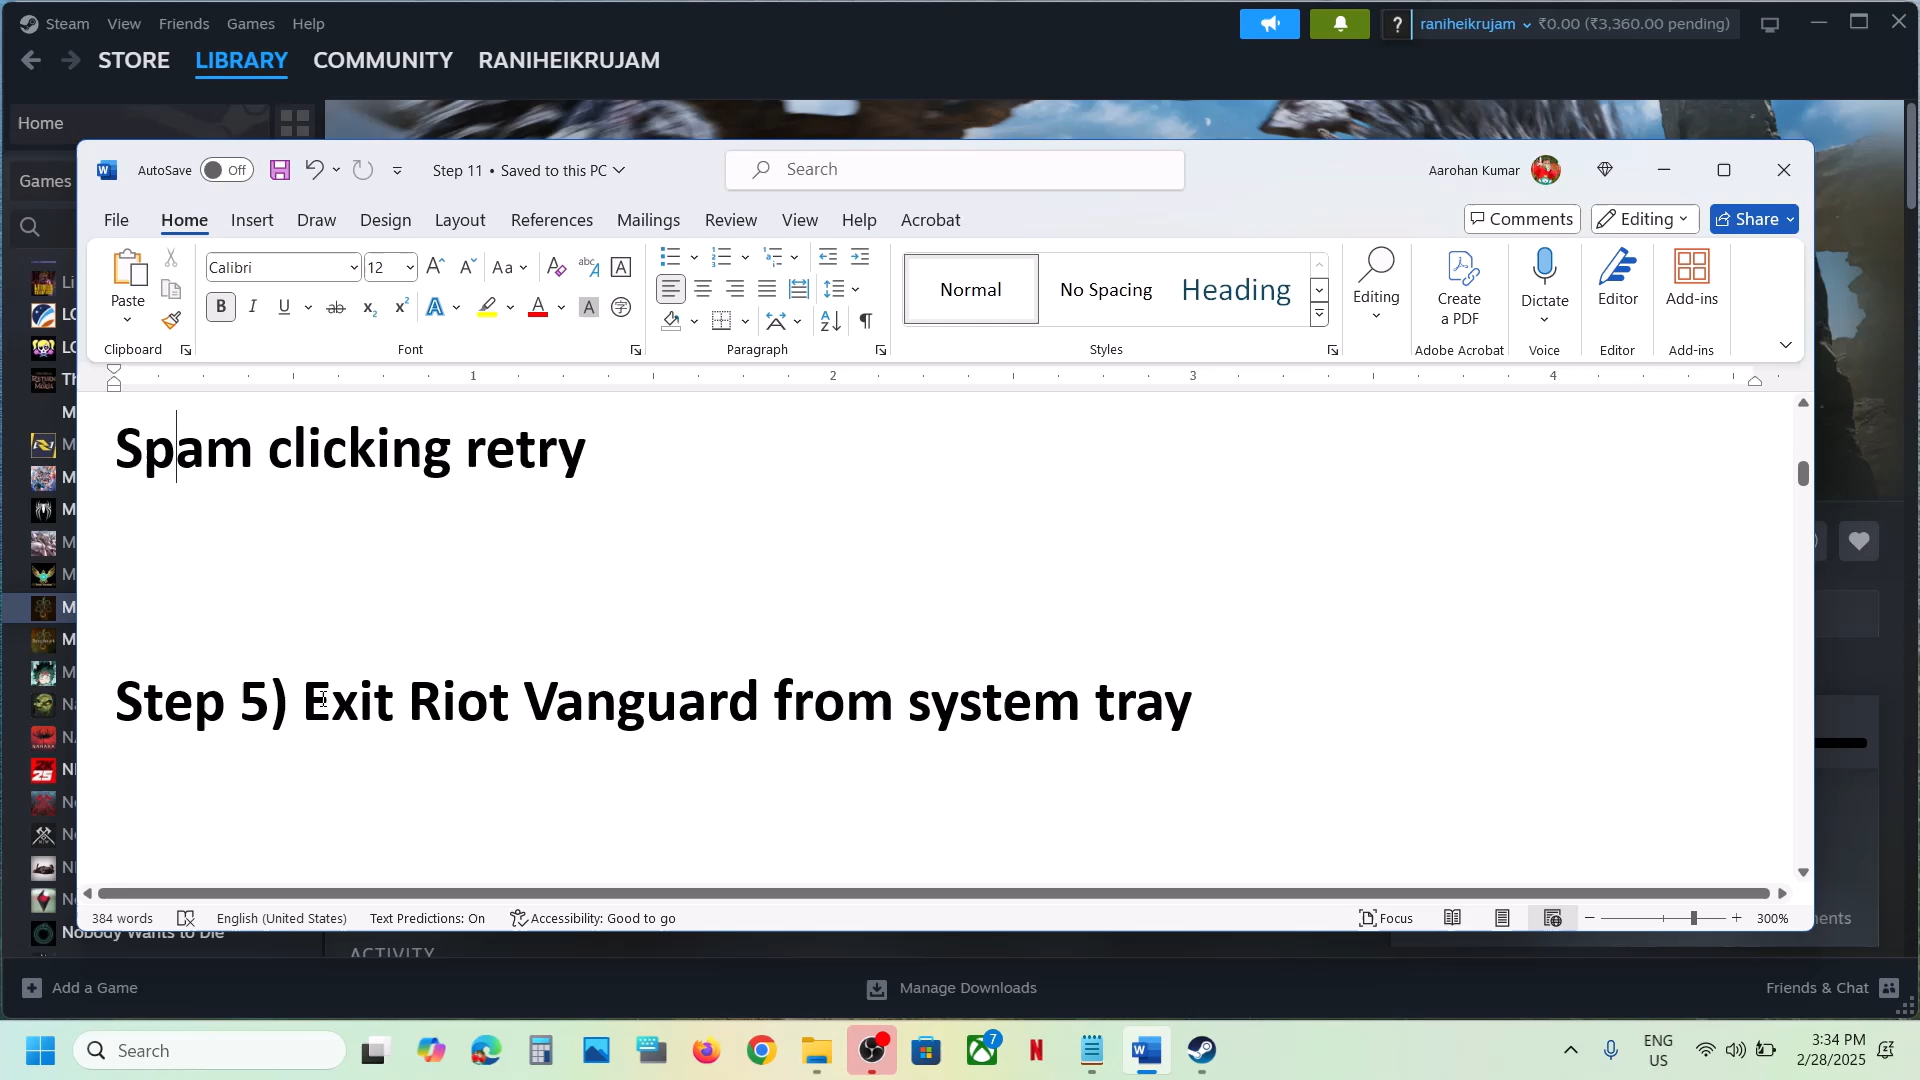 Steam View Friends Games Help
? raniheikrujam ₹0.00 (₹3,360.00 pending)
STORE LIBRARY COMMUNITY RANIHEIKRUJAM
Home
Games
AutoSave Off
Step 11 • Saved to this PC
Search
Aarohan Kumar
File Home Insert Draw Design Layout References Mailings Review View Help Acrobat
Comments Editing Share
Paste
Calibri 12
Normal No Spacing Heading
Editing
Create a PDF
Dictate
Editor
Add-ins
Clipboard Font Paragraph Styles Adobe Acrobat Voice Editor Add-ins
1 2 3 4
Spam clicking retry
Step 5) Exit Riot Vanguard from system tray
384 words English (United States) Text Predictions: On Accessibility: Good to go Focus 300%
Nobody Wants to Die
ACTIVITY
Add a Game Manage Downloads Friends & Chat
Search
7
ENG
US
3:34 PM
2/28/2025